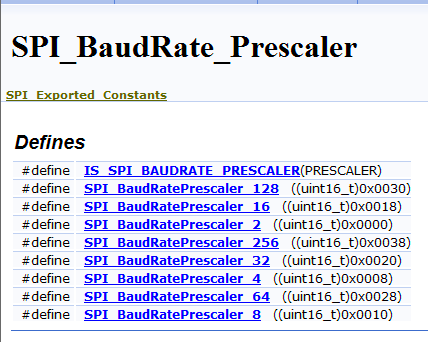 SPI_BaudRate_Prescaler
SPI_Exported_Constants
Defines
#define IS_SPI_BAUDRATE_PRESCALER(PRESCALER)
#define SPI_BaudRatePrescaler_128 ((uint16_t)0x0030)
#define SPI_BaudRatePrescaler_16 ((uint16_t)0x0018)
#define SPI_BaudRatePrescaler_2 ((uint16_t)0x0000)
#define SPI_BaudRatePrescaler_256 ((uint16_t)0x0038)
#define SPI_BaudRatePrescaler_32 ((uint16_t)0x0020)
#define SPI_BaudRatePrescaler_4 ((uint16_t)0x0008)
#define SPI_BaudRatePrescaler_64 ((uint16_t)0x0028)
#define SPI_BaudRatePrescaler_8 ((uint16_t)0x0010)